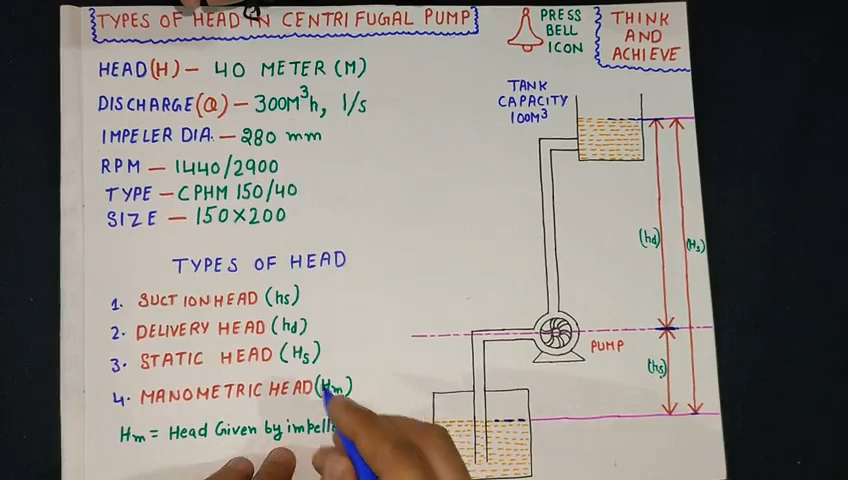 TYPES OF HEAD IN CENTRIFUGAL PUMP
PRESS
BELL
ICON
THINK
AND
ACHIEVE
HEAD(H) - 40 METER (M)
DISCHARGE(Q) - 300M³h, l/s
IMPELER DIA. - 280 mm
RPM - 1440/2900
TYPE - CPHM 150/40
SIZE - 150×200
TYPES OF HEAD
1. SUCTION HEAD (hs)
2. DELIVERY HEAD (hd)
3. STATIC HEAD (Hs)
4. MANOMETRIC HEAD (Hm)
Hm = Head Given by
TANK
CAPACITY
100M³
(hd)
(Hs)
PUMP
(hs)